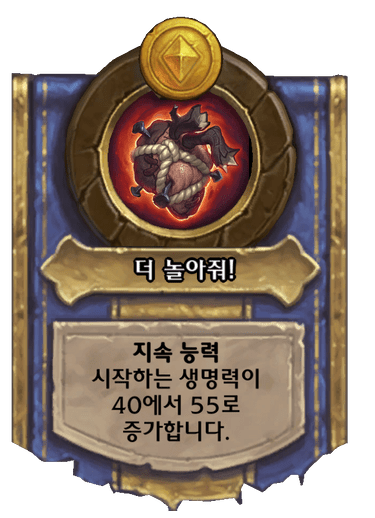 더 놀아줘!
지속 능력
시작하는 생명력이
40에서 55로
증가합니다.